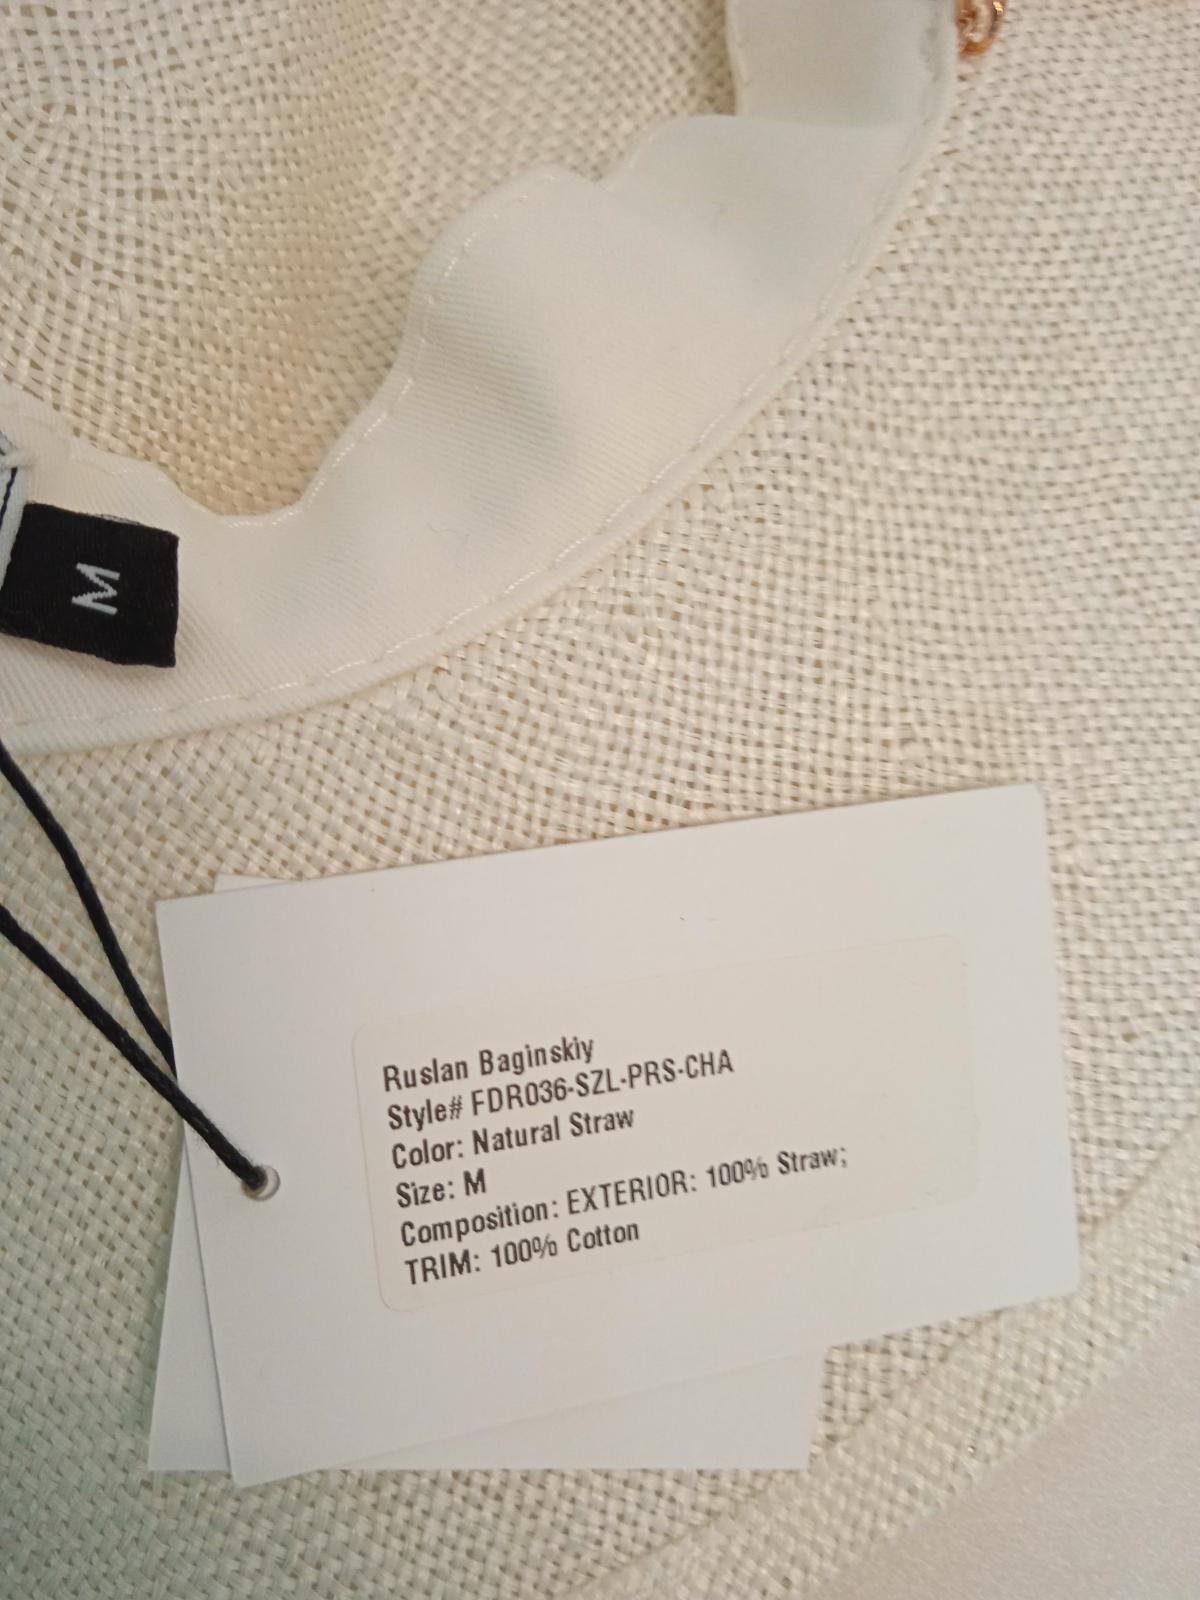 M
Ruslan Baginskiy
Style# FDR036-SZL-PRS-CHA
Color: Natural Straw
Size: M
Composition: EXTERIOR: 100% Straw;
TRIM: 100% Cotton